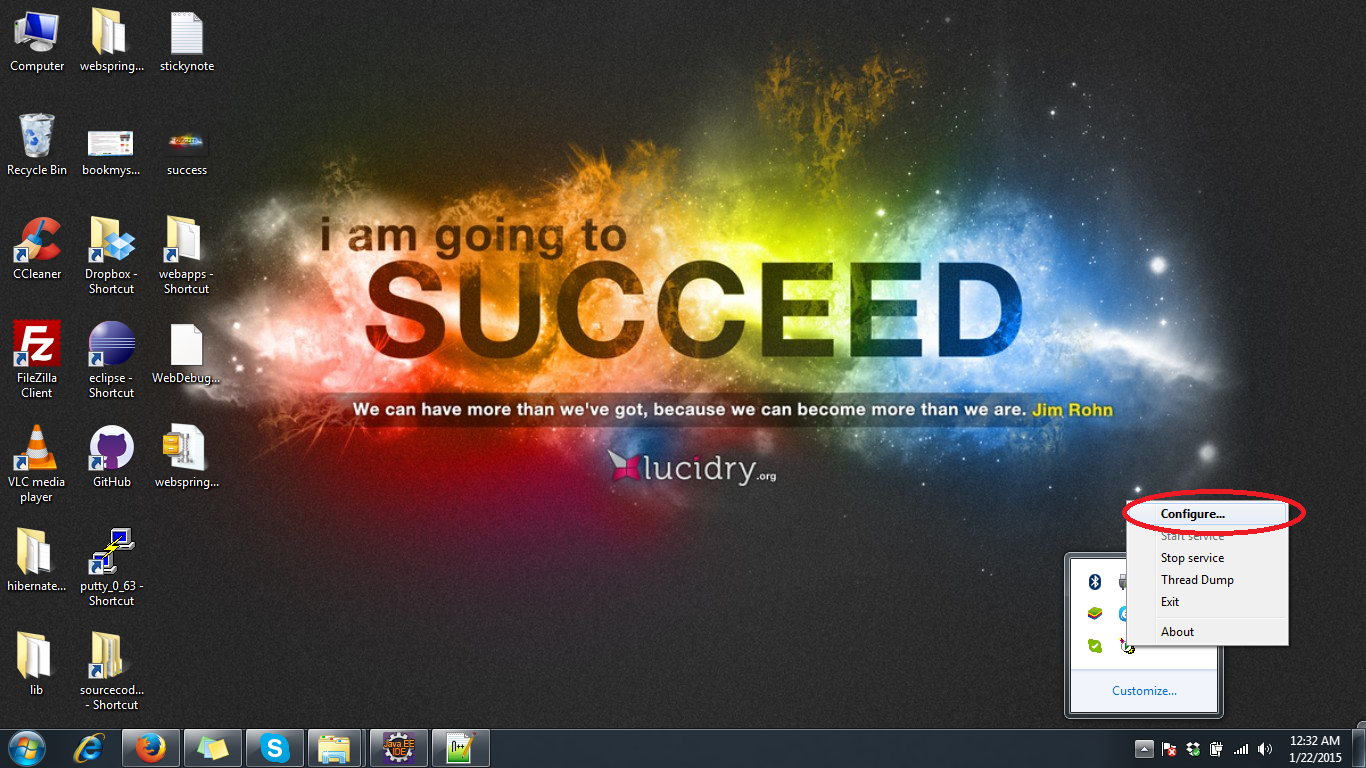 Computer
webspring...
stickynote
Recycle Bin
bookmys...
success
CCleaner
Dropbox -
Shortcut
webapps -
Shortcut
FileZilla
Client
eclipse -
Shortcut
WebDebug...
VLC media
player
GitHub
webspring...
hibernate...
putty_0_63 -
Shortcut
lib
sourcecod...
- Shortcut
i am going to
SUCCEED
We can have more than we've got, because we can become more than we are. Jim Rohn
lucidry.org
Configure...
Start service
Stop service
Thread Dump
Exit
About
Customize...
Java EE
IDE
12:32 AM
1/22/2015